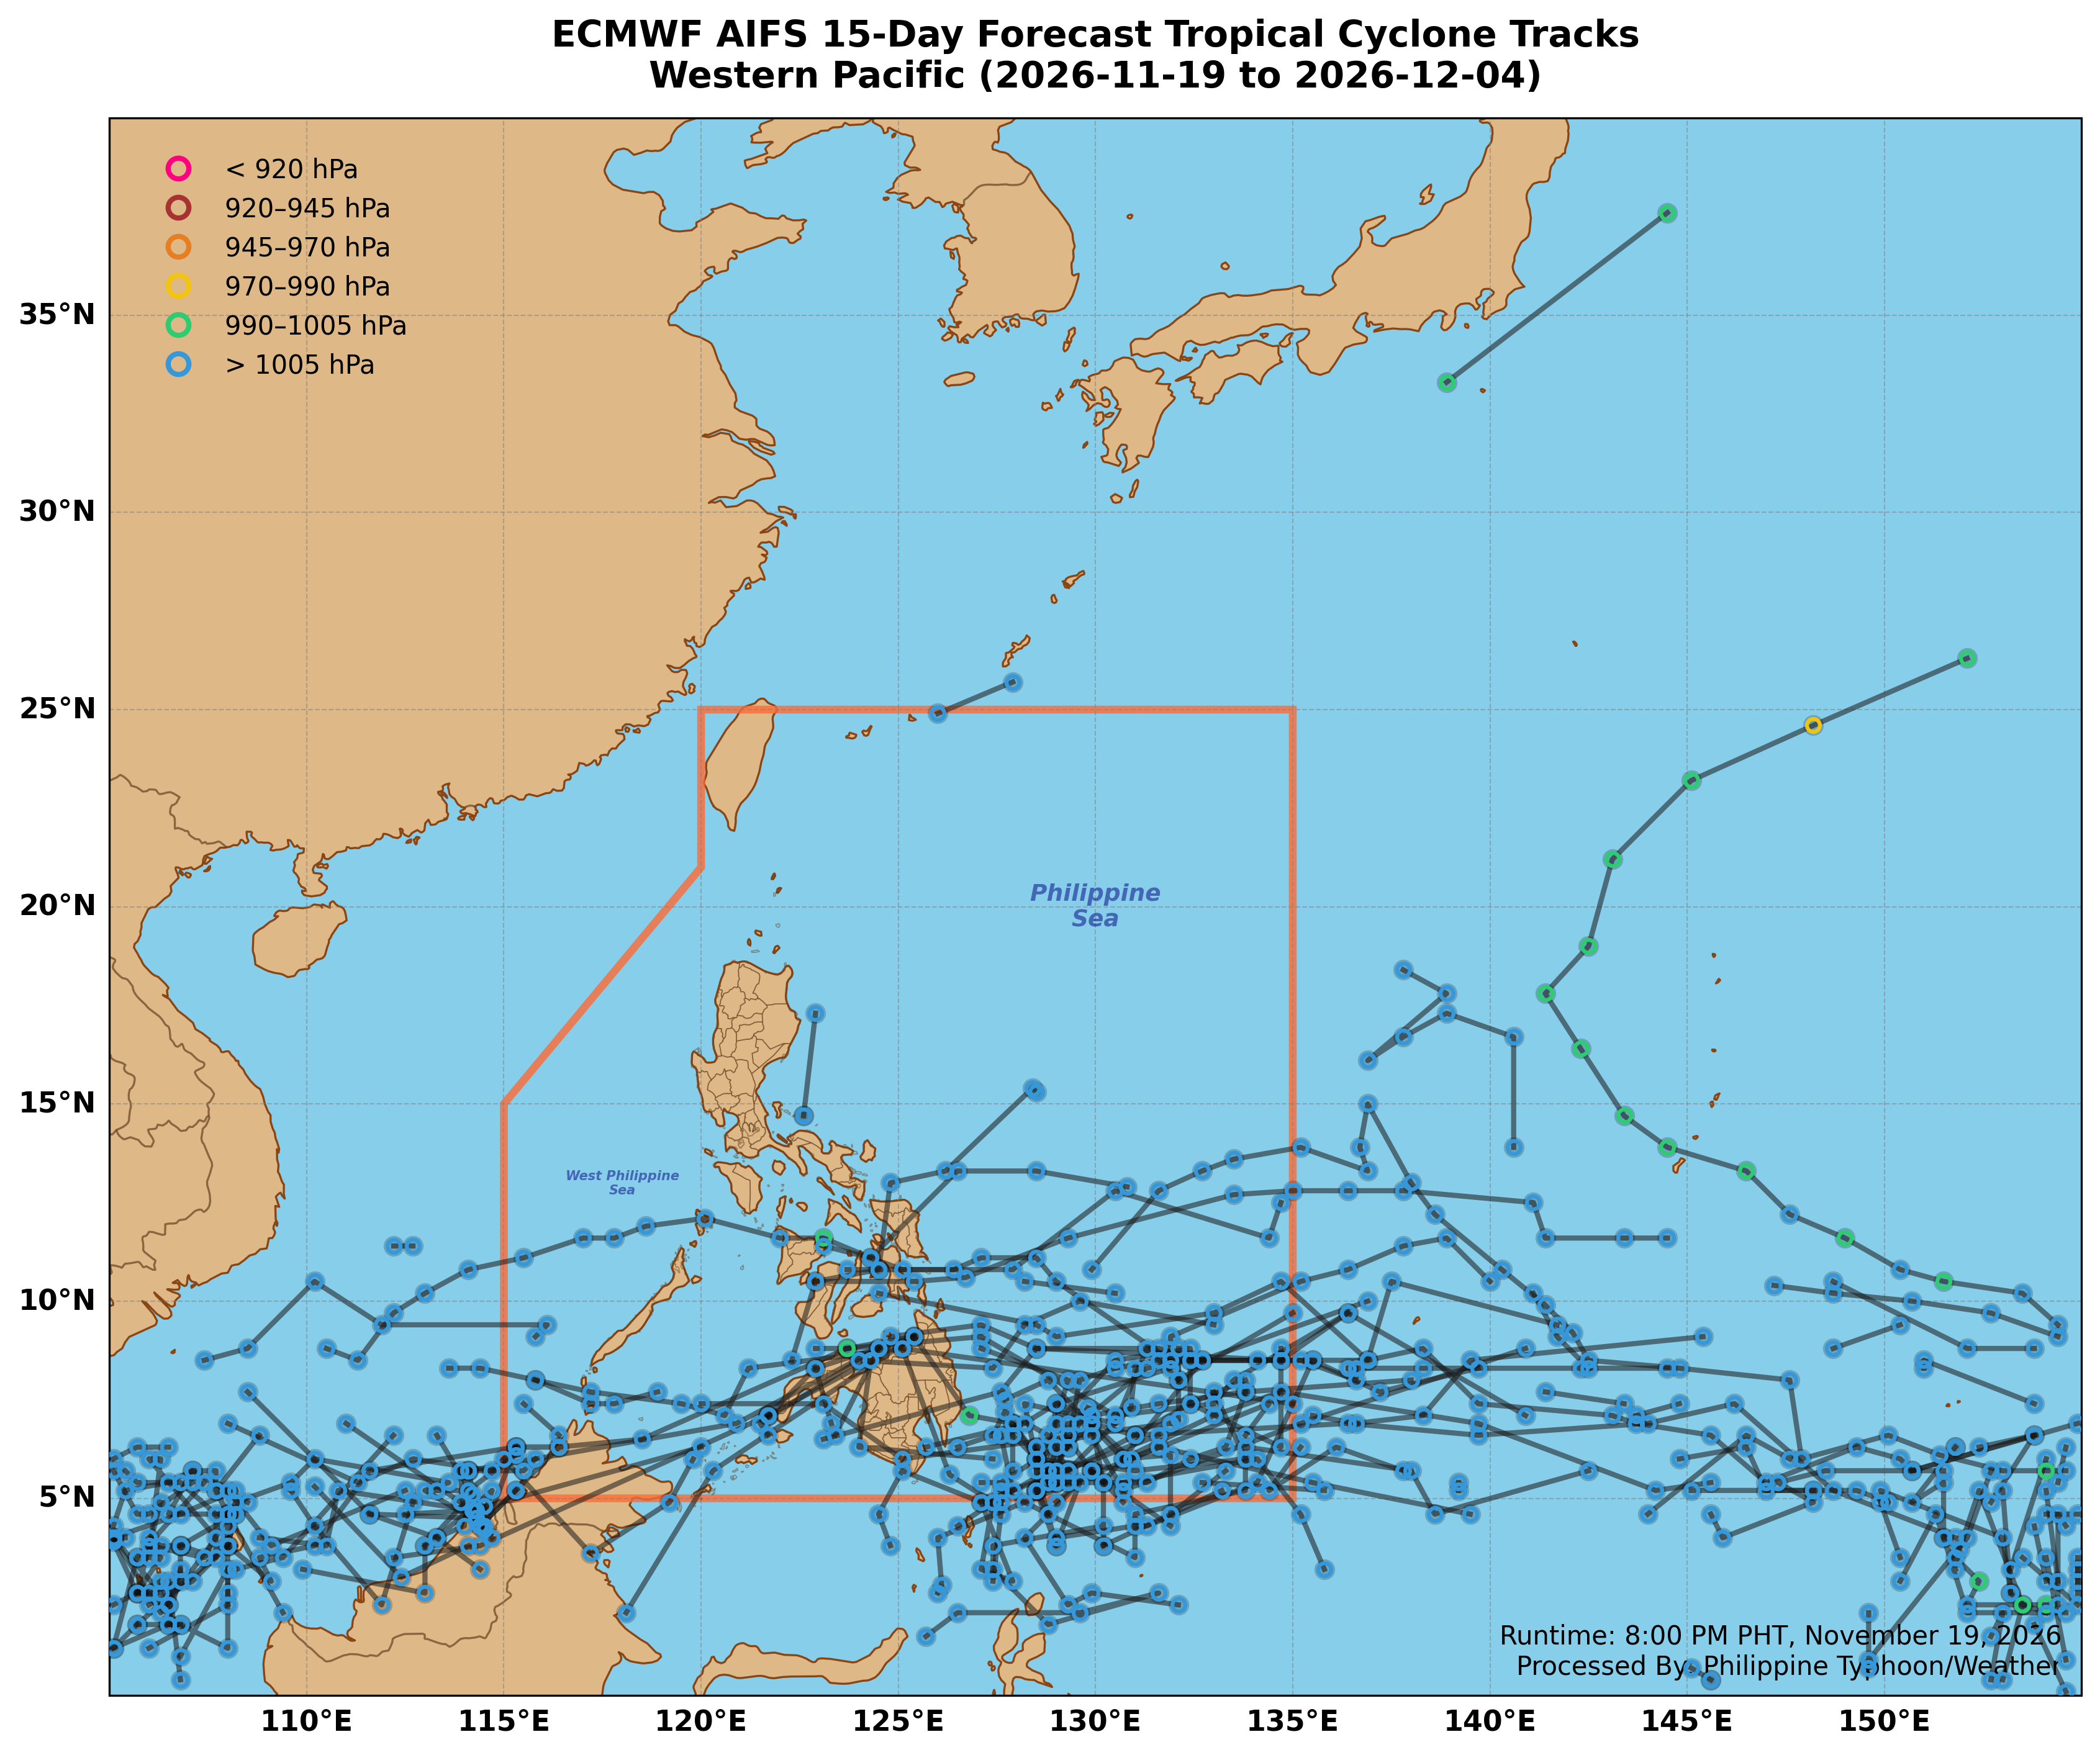 ECMWF AIFS 15-Day Forecast Tropical Cyclone Tracks
Western Pacific (2026-11-19 to 2026-12-04)
< 920 hPa
920–945 hPa
945–970 hPa
970–990 hPa
990–1005 hPa
> 1005 hPa
35°N
30°N
25°N
20°N
15°N
10°N
5°N
Philippine
Sea
West Philippine
Sea
Runtime: 8:00 PM PHT, November 19, 2026
Processed By: Philippine Typhoon/Weather
110°E 115°E 120°E 125°E 130°E 135°E 140°E 145°E 150°E